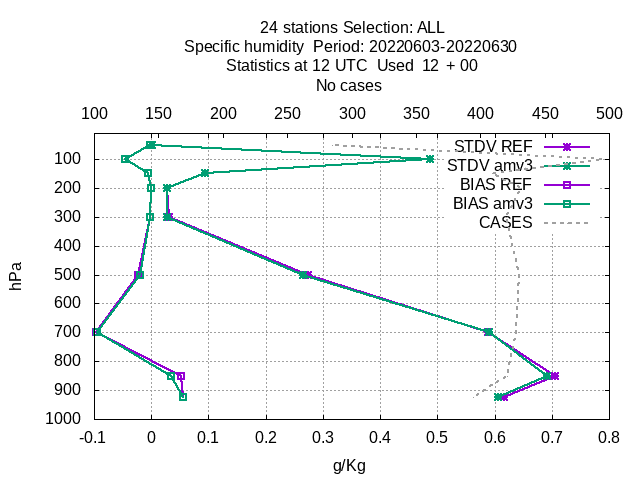 24 stations Selection: ALL
Specific humidity  Period: 20220603-20220630
Statistics at 12 UTC  Used  12  + 00
No cases
100 150 200 250 300 350 400 450 500
STDV REF
STDV amv3
BIAS REF
BIAS amv3
CASES
100
200
300
400
500
600
700
800
900
1000
hPa
-0.1 0 0.1 0.2 0.3 0.4 0.5 0.6 0.7 0.8
g/Kg